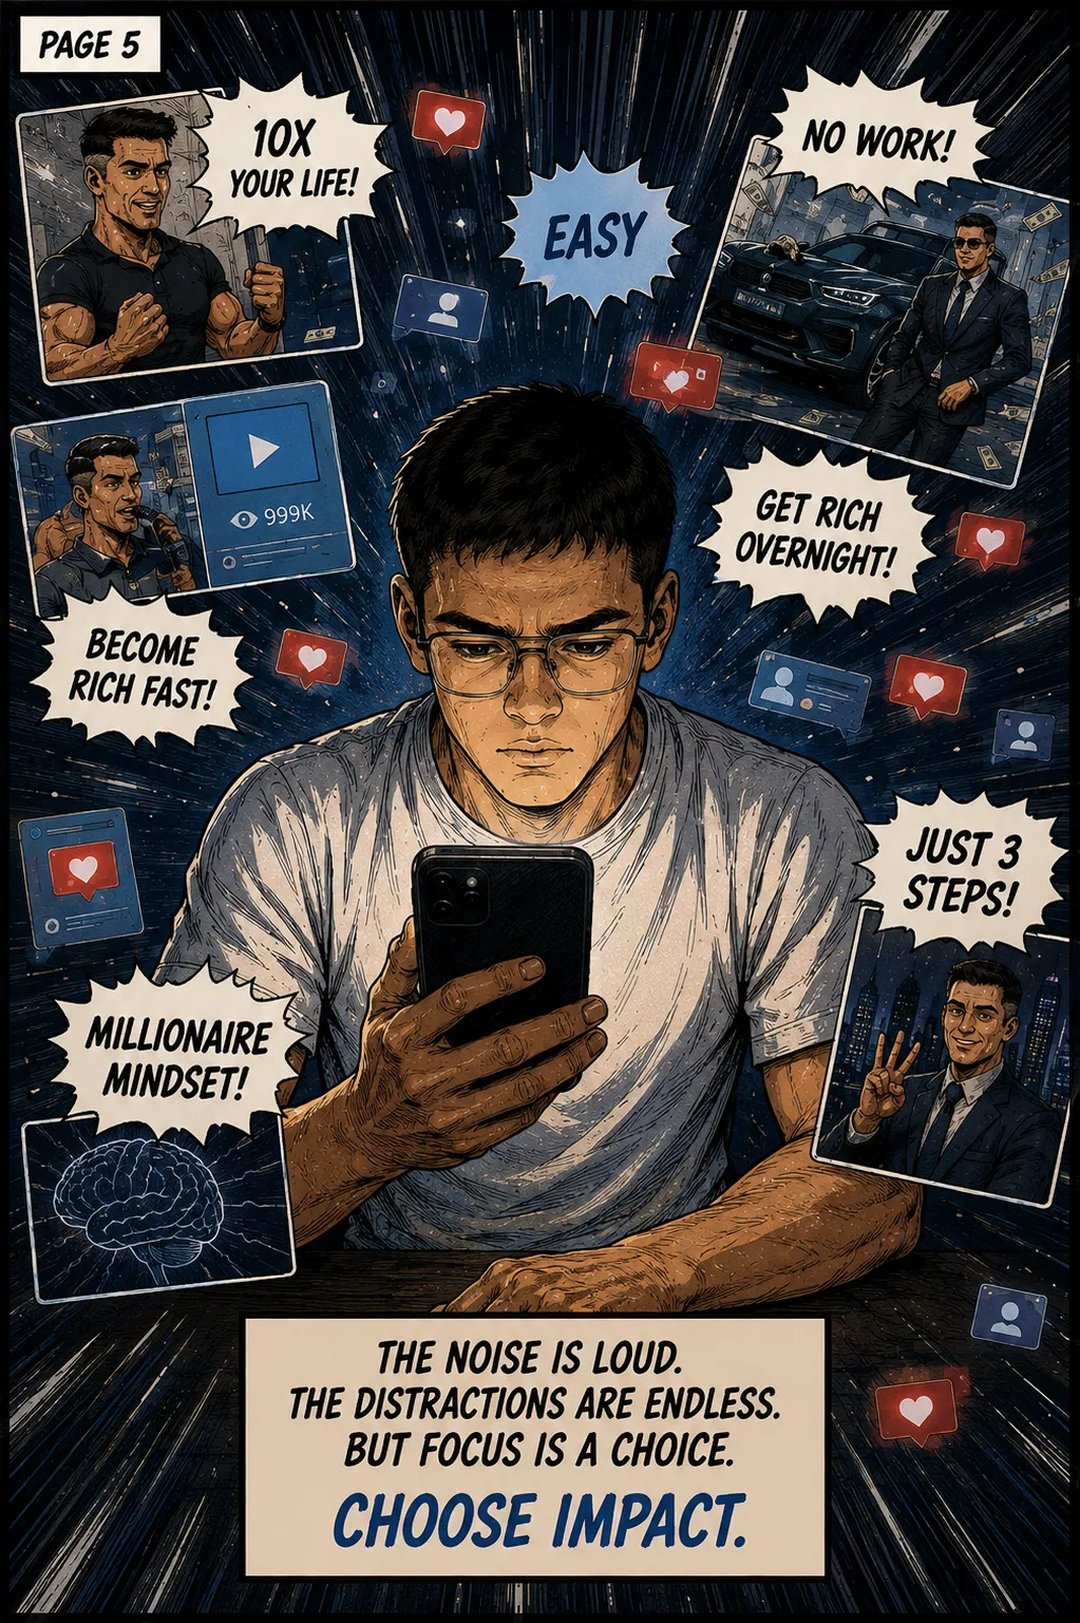 PAGE 5
10X
YOUR LIFE!
EASY
NO WORK!
999K
GET RICH
OVERNIGHT!
BECOME
RICH FAST!
JUST 3
STEPS!
MILLIONAIRE
MINDSET!
THE NOISE IS LOUD.
THE DISTRACTIONS ARE ENDLESS.
BUT FOCUS IS A CHOICE.
CHOOSE IMPACT.